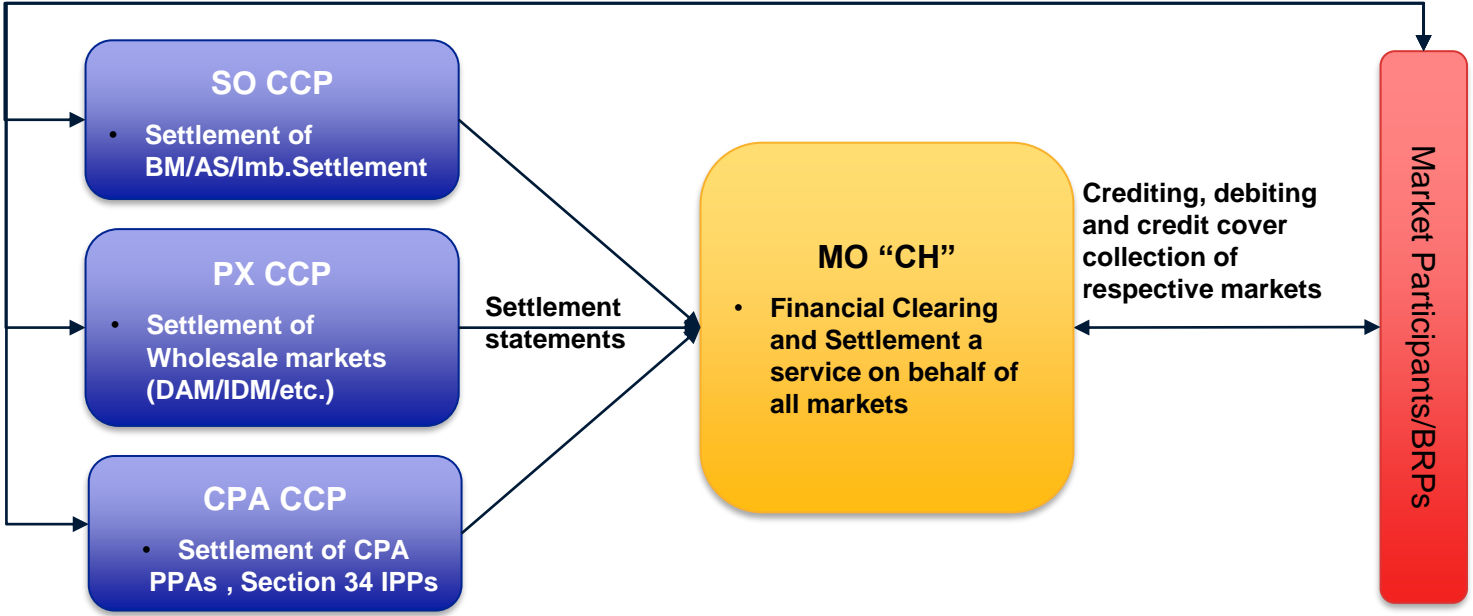 SO CCP
• Settlement of
BM/AS/Imb.Settlement
PX CCP
• Settlement of
Wholesale markets
(DAM/IDM/etc.)
CPA CCP
• Settlement of CPA
PPAs , Section 34 IPPs
Settlement
statements
MO “CH”
• Financial Clearing
and Settlement a
service on behalf of
all markets
Crediting, debiting
and credit cover
collection of
respective markets
Market Participants/BRPs